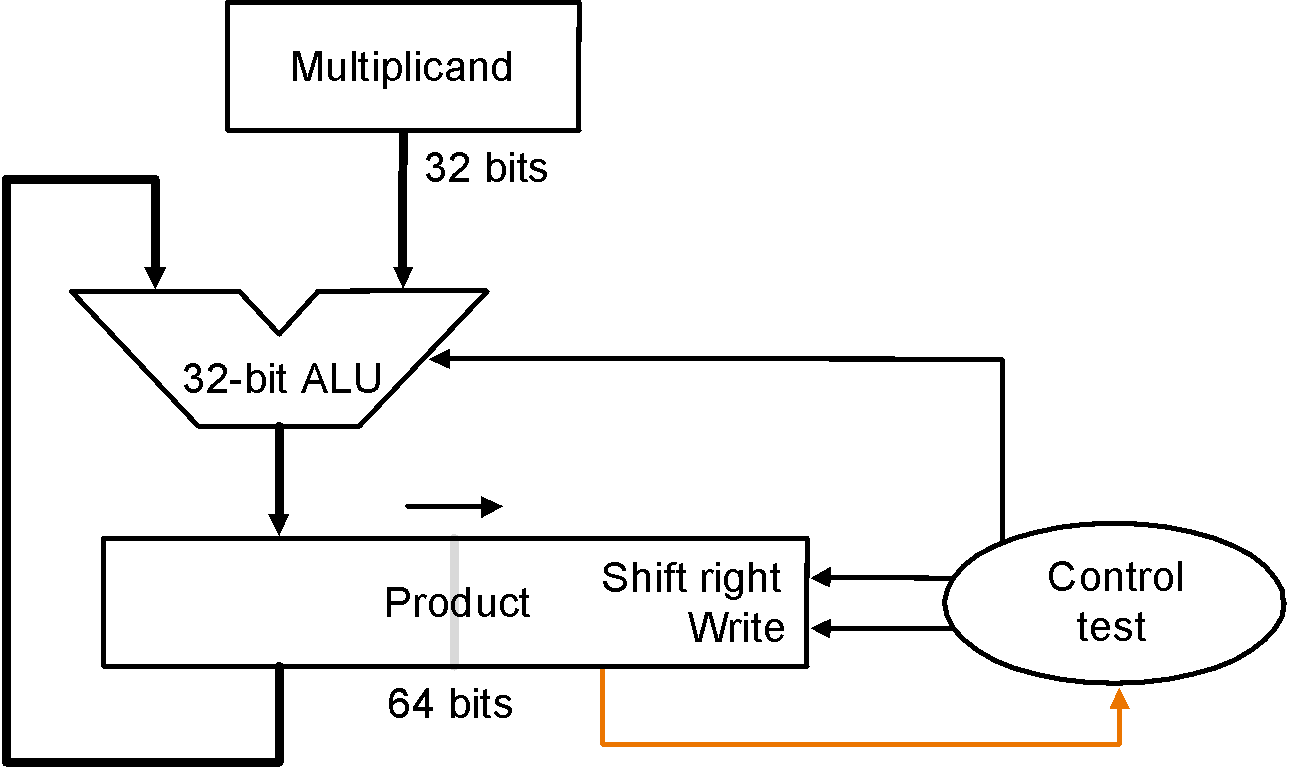 Multiplicand
32 bits
32-bit ALU
Product
Shift right
Write
64 bits
Control
test